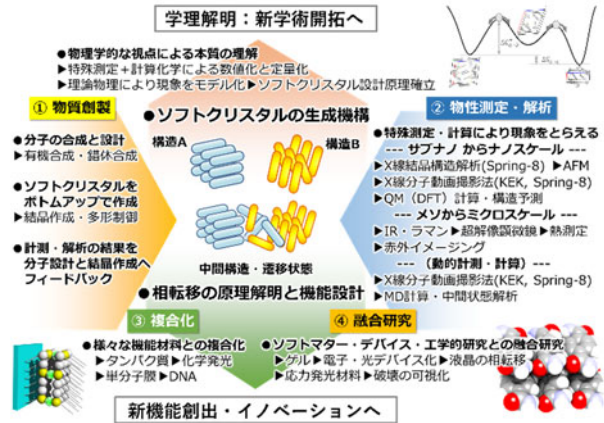 学理解明：新学術開拓へ
●物理学的な視点による本質の理解
▶特殊測定＋計算化学による数値化と定量化
▶理論物理により現象をモデル化▶ソフトクリスタル設計原理確立
① 物質創製
●分子の合成と設計
▶有機合成・錯体合成
●ソフトクリスタルを
ボトムアップで作成
▶結晶作成・多形制御
●計測・解析の結果を
分子設計と結晶作成へ
フィードバック
●ソフトクリスタルの生成機構
構造A
構造B
中間構造・遷移状態
●相転移の原理解明と機能設計
② 物性測定・解析
●特殊測定・計算により現象をとらえる
--- サブナノ からナノスケール ---
▶X線結晶構造解析(Spring-8) ▶AFM
▶X線分子動画撮影法(KEK, Spring-8)
▶QM（DFT）計算・構造予測
--- メソからミクロスケール ---
▶IR・ラマン▶超解像顕微鏡▶熱測定
▶赤外イメージング
--- （動的計測・計算） ---
▶X線分子動画撮影法(KEK, Spring-8)
▶MD計算・中間状態解析
③ 複合化
●様々な機能材料との複合化
▶タンパク質▶化学発光
▶単分子膜▶DNA
④ 融合研究
●ソフトマター・デバイス・工学的研究との融合研究
▶ゲル▶電子・光デバイス化▶液晶の相転移
▶応力発光材料▶破壊の可視化
新機能創出・イノベーションへ